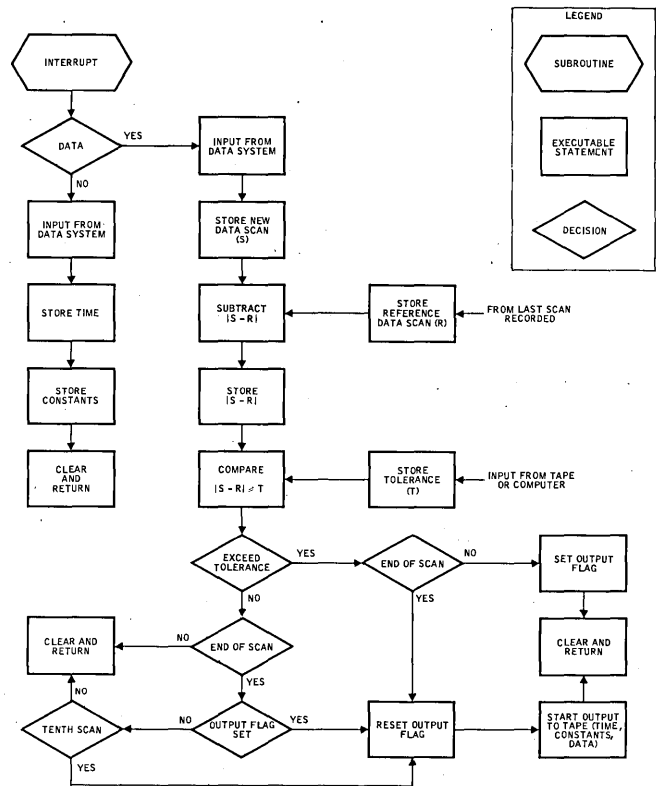 LEGEND
INTERRUPT
SUBROUTINE
DATA
YES
INPUT FROM
DATA SYSTEM
EXECUTABLE
STATEMENT
NO
INPUT FROM
DATA SYSTEM
STORE NEW
DATA SCAN
(S)
DECISION
STORE TIME
SUBTRACT
|S - R|
STORE
REFERENCE
DATA SCAN (R)
FROM LAST SCAN
RECORDED
STORE
CONSTANTS
STORE
|S - R|
CLEAR
AND
RETURN
COMPARE
|S - R| ≠ T
STORE
TOLERANCE
(T)
INPUT FROM TAPE
OR COMPUTER
EXCEED
TOLERANCE
YES
END OF SCAN
NO
SET OUTPUT
FLAG
NO
YES
CLEAR AND
RETURN
NO
END OF SCAN
CLEAR AND
RETURN
NO
YES
TENTH SCAN
NO
OUTPUT FLAG
SET
YES
RESET OUTPUT
FLAG
START OUTPUT
TO TAPE (TIME,
CONSTANTS,
DATA)
YES